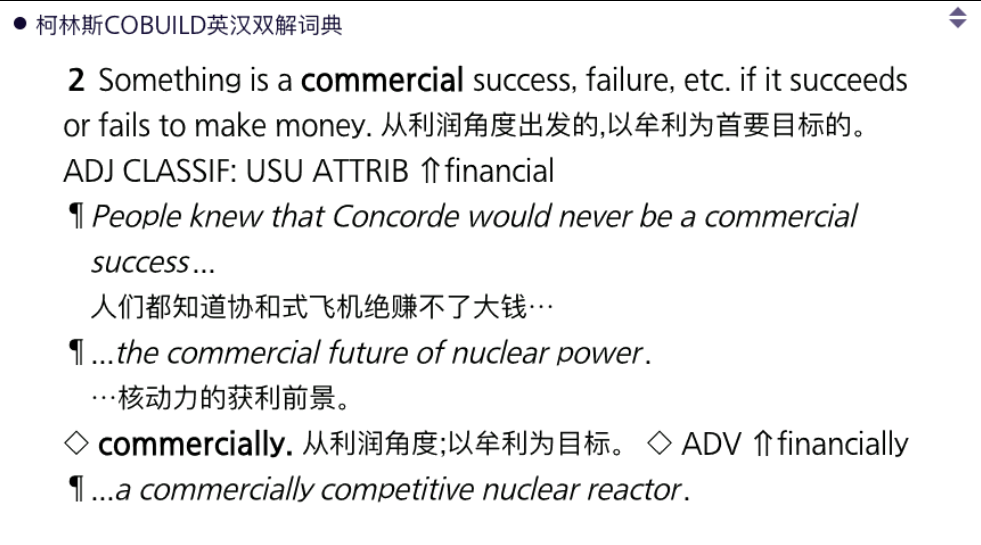 ● 柯林斯COBUILD英汉双解词典
2 Something is a commercial success, failure, etc. if it succeeds
or fails to make money. 从利润角度出发的,以牟利为首要目标的。
ADJ CLASSIF: USU ATTRIB ⇑financial
¶ People knew that Concorde would never be a commercial
success...
人们都知道协和式飞机绝赚不了大钱…
¶ ...the commercial future of nuclear power.
…核动力的获利前景。
◇ commercially. 从利润角度;以牟利为目标。 ◇ ADV ⇑financially
¶ ...a commercially competitive nuclear reactor.